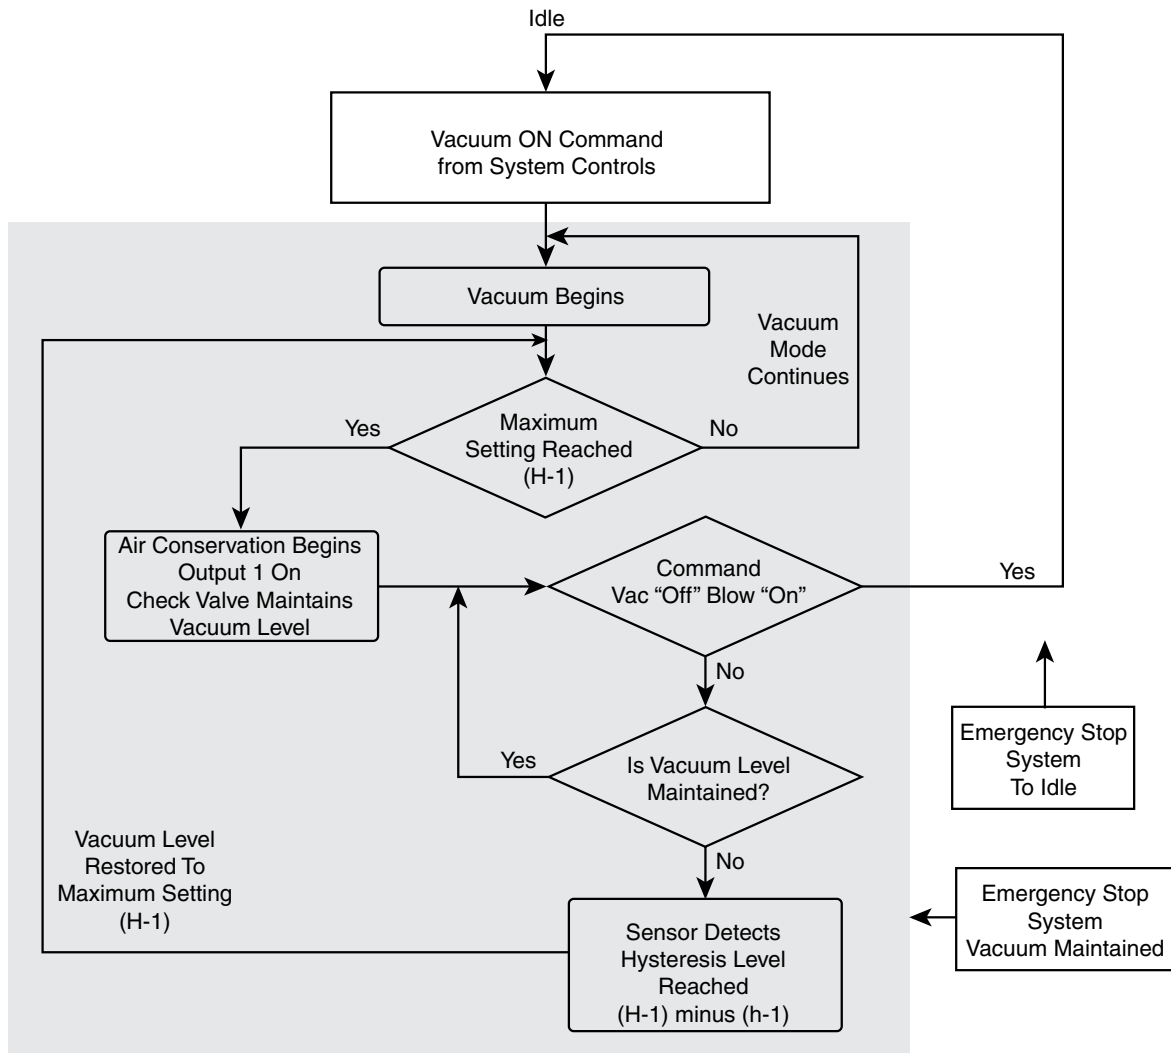 Idle
Vacuum ON Command
from System Controls
Vacuum Begins
Vacuum
Mode
Continues
Yes
Maximum
Setting Reached
(H-1)
No
Air Conservation Begins
Output 1 On
Check Valve Maintains
Vacuum Level
Command
Vac “Off” Blow “On”
Yes
No
Yes
Is Vacuum Level
Maintained?
Emergency Stop
System
To Idle
No
Vacuum Level
Restored To
Maximum Setting
(H-1)
Sensor Detects
Hysteresis Level
Reached
(H-1) minus (h-1)
Emergency Stop
System
Vacuum Maintained